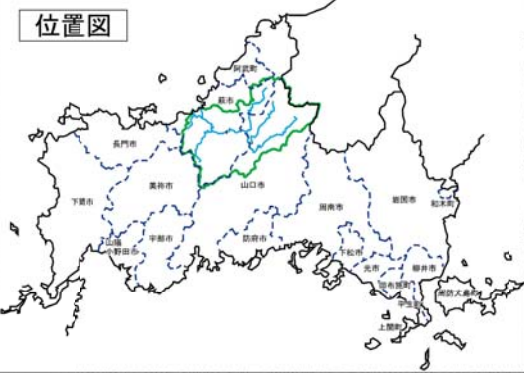 位置図
阿武町
萩市
長門市
美祢市
山口市
下関市
周南市
岩国市
和木町
山陽
小野田市
宇部市
防府市
下松市
光市
柳井市
田布施町
周防大島町
平生町
上関町